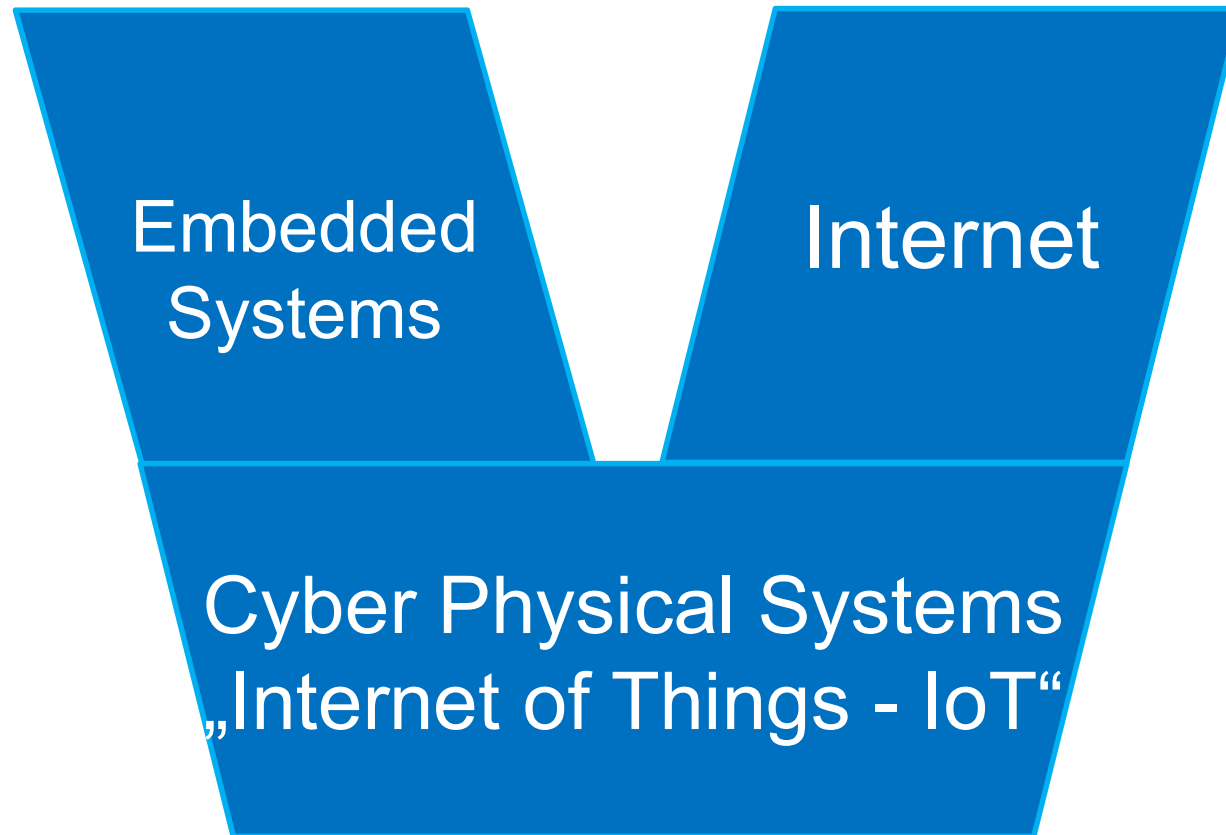 Embedded
Systems
Internet
Cyber Physical Systems
„Internet of Things - IoT“